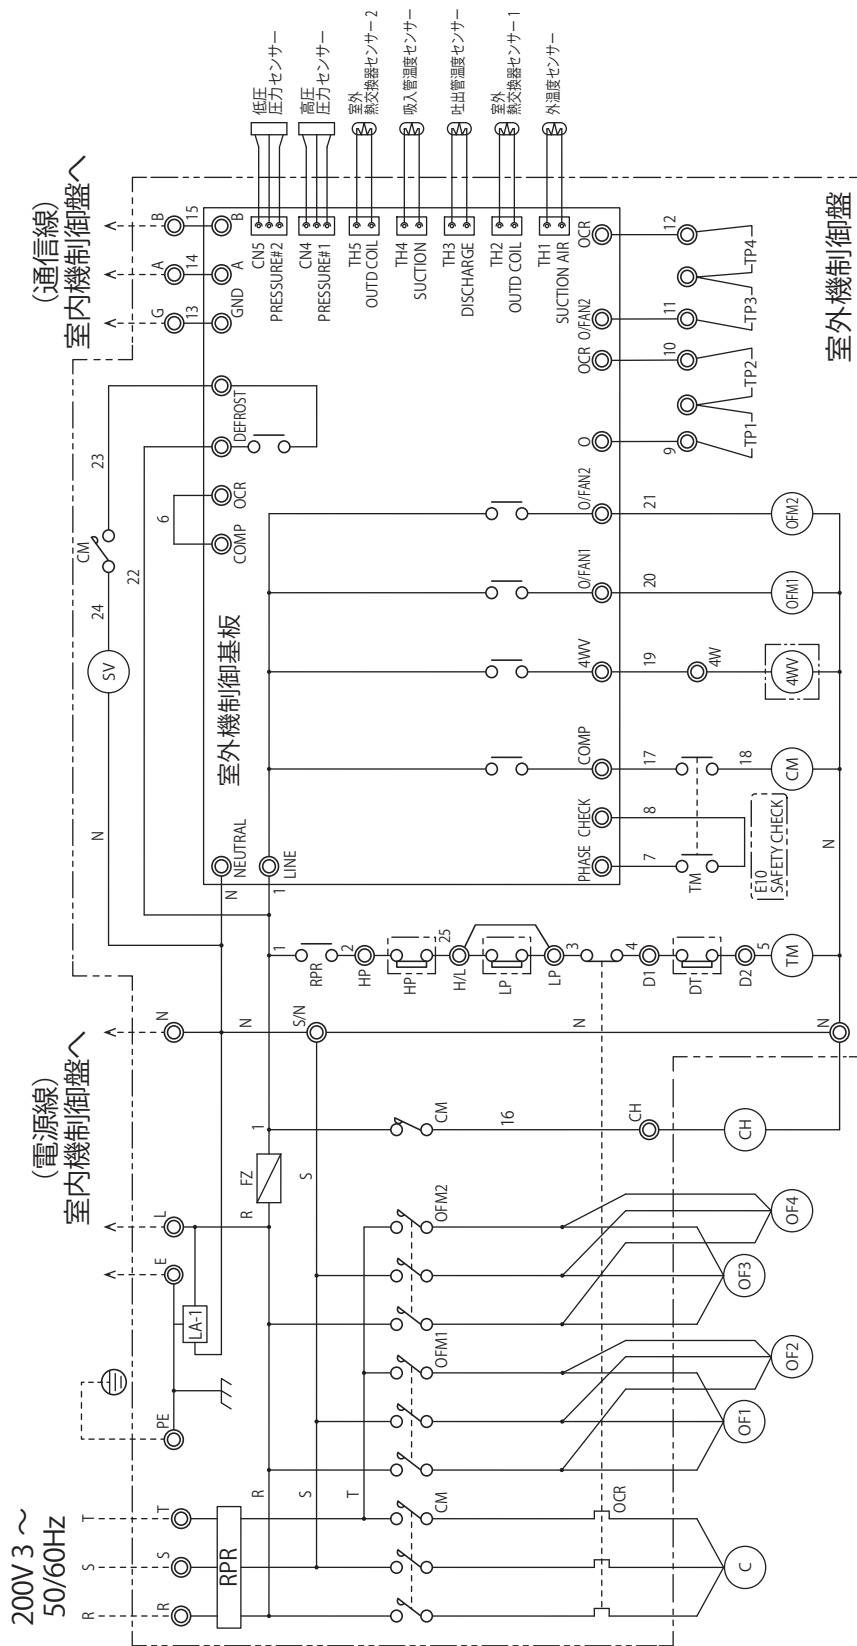 200V 3 ～
50/60Hz
R
S
T
R
S
T
RPR
PE
E
L
N
LA-1
（電源線）
室内機制御盤へ
（通信線）
室内機制御盤へ
G
A
B
13
14
15
GND
A
B
R
S
T
R
FZ
1
S
N
N
S/N
N
SV
24
CM
23
22
NEUTRAL
LINE
N
1
室外機制御基板
COMP
OCR
6
DEFROST
CN5
PRESSURE#2
CN4
PRESSURE#1
TH5
OUTD COIL
TH4
SUCTION
TH3
DISCHARGE
TH2
OUTD COIL
TH1
SUCTION AIR
低圧
圧力センサー
高圧
圧力センサー
室外
熱交換器センサー 2
吸入管温度センサー
吐出管温度センサー
室外
熱交換器センサー 1
外温度センサー
CM
OFM1
OFM2
CM
16
CH
CH
OCR
C
OF1
OF2
OF3
OF4
1
RPR
2
HP
HP
H/L
25
LP
LP
3
4
D1
DT
D2
5
TM
N
N
N
PHASE
CHECK
7
8
TM
E10
SAFETY CHECK
COMP
17
18
CM
4WV
19
4W
4WV
O/FAN1
20
OFM1
O/FAN2
21
OFM2
O
9
OCR
10
O/FAN2
11
OCR
12
TP1
TP2
TP3
TP4
室外機制御盤